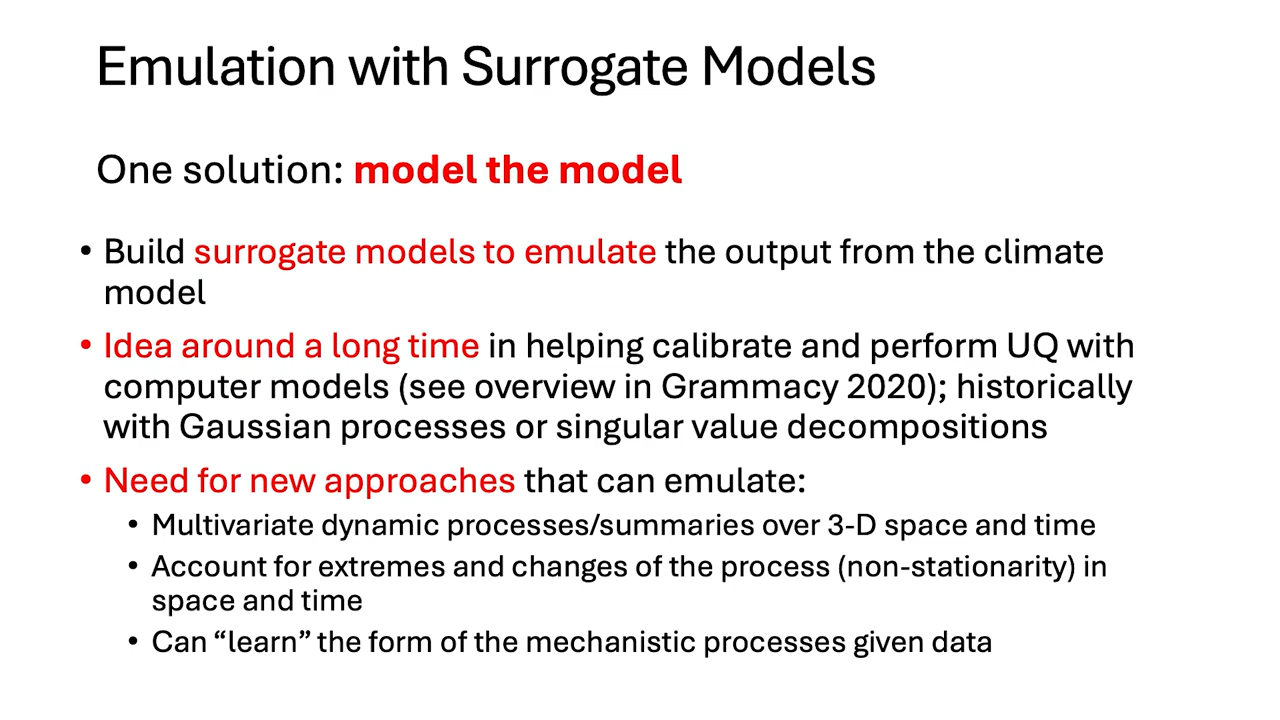 Emulation with Surrogate Models
One solution: model the model
• Build surrogate models to emulate the output from the climate
model
• Idea around a long time in helping calibrate and perform UQ with
computer models (see overview in Grammacy 2020); historically
with Gaussian processes or singular value decompositions
• Need for new approaches that can emulate:
• Multivariate dynamic processes/summaries over 3-D space and time
• Account for extremes and changes of the process (non-stationarity) in
space and time
• Can “learn” the form of the mechanistic processes given data